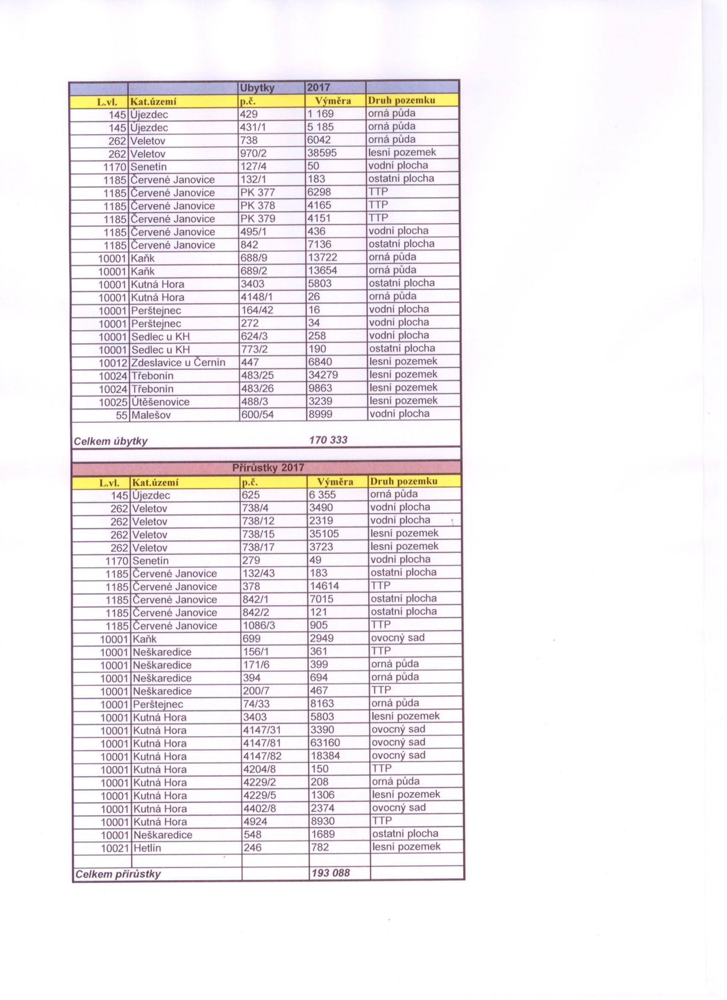 Úbytky 2017
L.vl. Kat.území p.č. Výměra Druh pozemku
145 Újezdec 429 1 169 orná půda
145 Újezdec 431/1 5 185 orná půda
262 Veletov 738 6042 orná půda
262 Veletov 970/2 38595 lesní pozemek
1170 Senetín 127/4 50 vodní plocha
1185 Červené Janovice 132/1 183 ostatní plocha
1185 Červené Janovice PK 377 6298 TTP
1185 Červené Janovice PK 378 4165 TTP
1185 Červené Janovice PK 379 4151 TTP
1185 Červené Janovice 495/1 436 vodní plocha
1185 Červené Janovice 842 7136 ostatní plocha
10001 Kaňk 688/9 13722 orná půda
10001 Kaňk 689/2 13654 orná půda
10001 Kutná Hora 3403 5803 ostatní plocha
10001 Kutná Hora 4148/1 26 orná půda
10001 Perštejnec 164/42 16 vodní plocha
10001 Perštejnec 272 34 vodní plocha
10001 Sedlec u KH 624/3 258 vodní plocha
10001 Sedlec u KH 773/2 190 ostatní plocha
10012 Zdeslavice u Černín 447 6840 lesní pozemek
10024 Třebonín 483/25 34279 lesní pozemek
10024 Třebonín 483/26 9863 lesní pozemek
10025 Útěšenovice 488/3 3239 lesní pozemek
55 Malešov 600/54 8999 vodní plocha
Celkem úbytky 170 333
Přírůstky 2017
L.vl. Kat.území p.č. Výměra Druh pozemku
145 Újezdec 625 6 355 orná půda
262 Veletov 738/4 3490 vodní plocha
262 Veletov 738/12 2319 vodní plocha
262 Veletov 738/15 35105 lesní pozemek
262 Veletov 738/17 3723 lesní pozemek
1170 Senetín 279 49 vodní plocha
1185 Červené Janovice 132/43 183 ostatní plocha
1185 Červené Janovice 378 14614 TTP
1185 Červené Janovice 842/1 7015 ostatní plocha
1185 Červené Janovice 842/2 121 ostatní plocha
1185 Červené Janovice 1086/3 905 TTP
10001 Kaňk 699 2949 ovocný sad
10001 Neškaredice 156/1 361 TTP
10001 Neškaredice 171/6 399 orná půda
10001 Neškaredice 394 694 orná půda
10001 Neškaredice 200/7 467 TTP
10001 Perštejnec 74/33 8163 orná půda
10001 Kutná Hora 3403 5803 lesní pozemek
10001 Kutná Hora 4147/31 3390 ovocný sad
10001 Kutná Hora 4147/81 63160 ovocný sad
10001 Kutná Hora 4147/82 18384 ovocný sad
10001 Kutná Hora 4204/8 150 TTP
10001 Kutná Hora 4229/2 208 orná půda
10001 Kutná Hora 4229/5 1306 lesní pozemek
10001 Kutná Hora 4402/8 2374 ovocný sad
10001 Kutná Hora 4924 8930 TTP
10001 Neškaredice 548 1689 ostatní plocha
10021 Hetlín 246 782 lesní pozemek
Celkem přírůstky 193 088